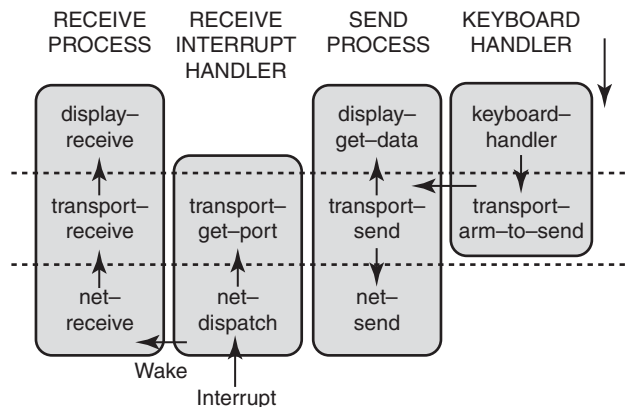 RECEIVE
PROCESS
RECEIVE
INTERRUPT
HANDLER
SEND
PROCESS
KEYBOARD
HANDLER
display–
receive
transport–
receive
net–
receive
transport–
get–port
net–
dispatch
display–
get–data
transport–
send
net–
send
keyboard–
handler
transport–
arm–to–send
Wake
Interrupt